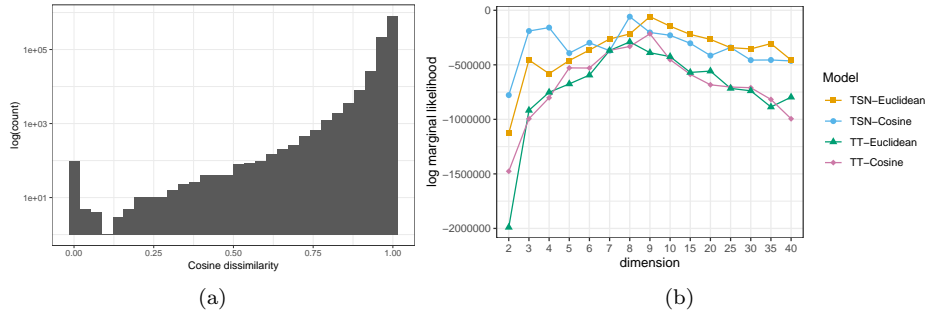 log(count)
1e+05
1e+03
1e+01
0.00 0.25 0.50 0.75 1.00
Cosine dissimilarity
(a)
log marginal likelihood
0
−500000
−1000000
−1500000
−2000000
2 3 4 5 6 7 8 9 10 15 20 25 30 35 40
dimension
Model
TSN−Euclidean
TSN−Cosine
TT−Euclidean
TT−Cosine
(b)